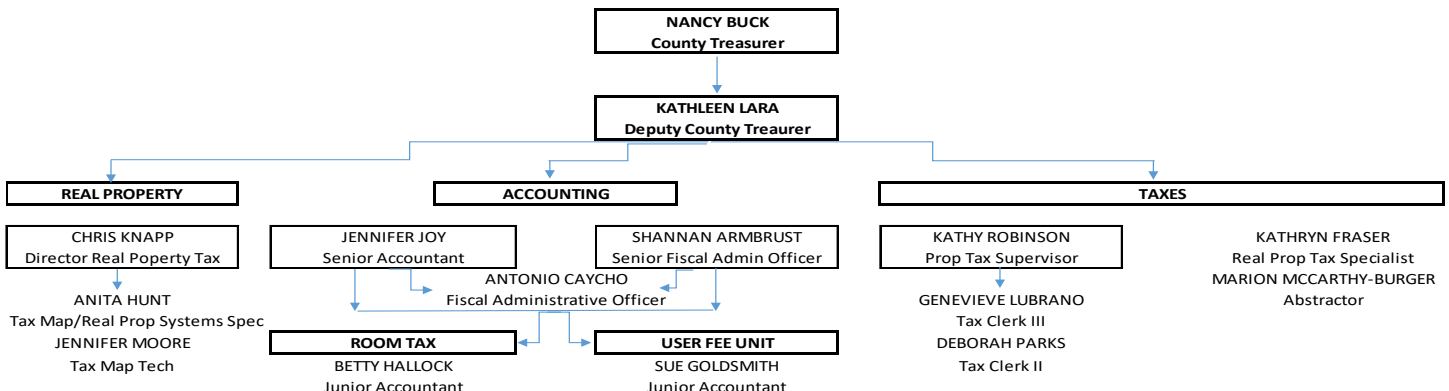 NANCY BUCK
County Treasurer
KATHLEEN LARA
Deputy County Treaurer
REAL PROPERTY
ACCOUNTING
TAXES
CHRIS KNAPP
Director Real Poperty Tax
JENNIFER JOY
Senior Accountant
SHANNAN ARMBRUST
Senior Fiscal Admin Officer
KATHY ROBINSON
Prop Tax Supervisor
KATHRYN FRASER
Real Prop Tax Specialist
MARION MCCARTHY-BURGER
Abstractor
ANTONIO CAYCHO
Fiscal Administrative Officer
ANITA HUNT
Tax Map/Real Prop Systems Spec
JENNIFER MOORE
Tax Map Tech
GENEVIEVE LUBRANO
Tax Clerk III
DEBORAH PARKS
Tax Clerk II
ROOM TAX
BETTY HALLOCK
Junior Accountant
USER FEE UNIT
SUE GOLDSMITH
Junior Accountant